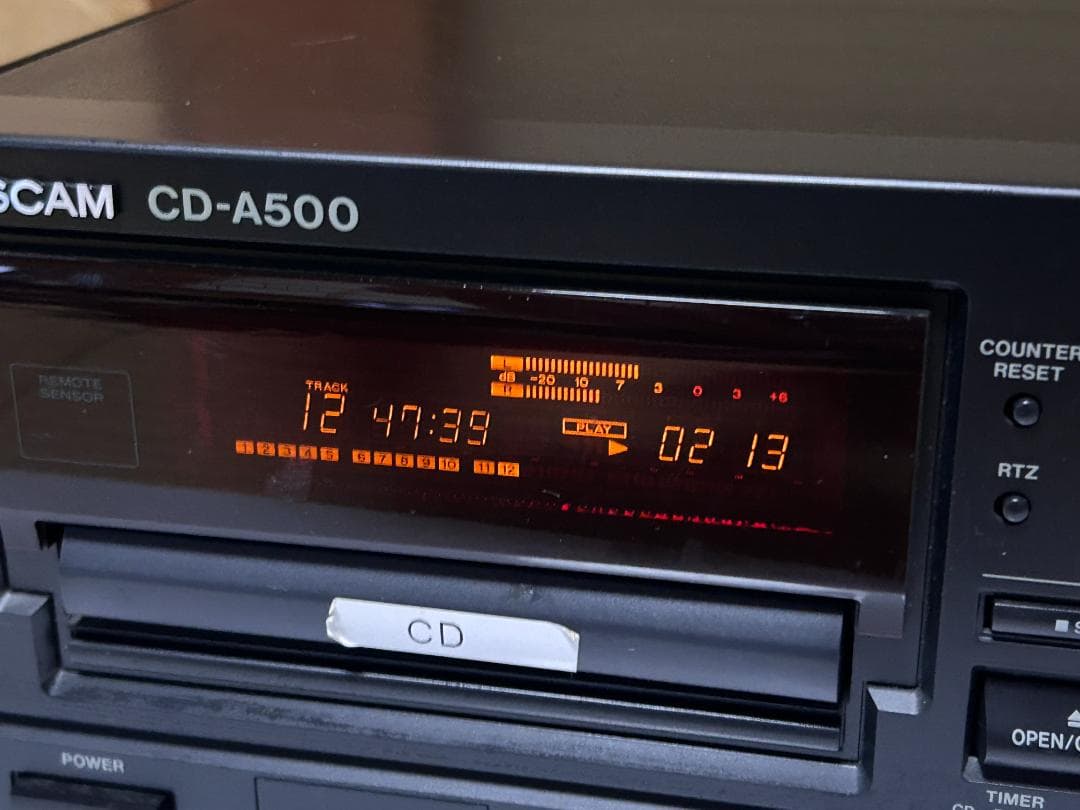 SCAM CD-A500
COUNTER
RESET
REMOTE
SENSOR
L
dB -20 10 7 3 0 3 +6
R
TRACK
12 47:39
PLAY
02 13
1 2 3 4 5 6 7 8 9 10 11 12
RTZ
CD
OPEN/
POWER
TIMER